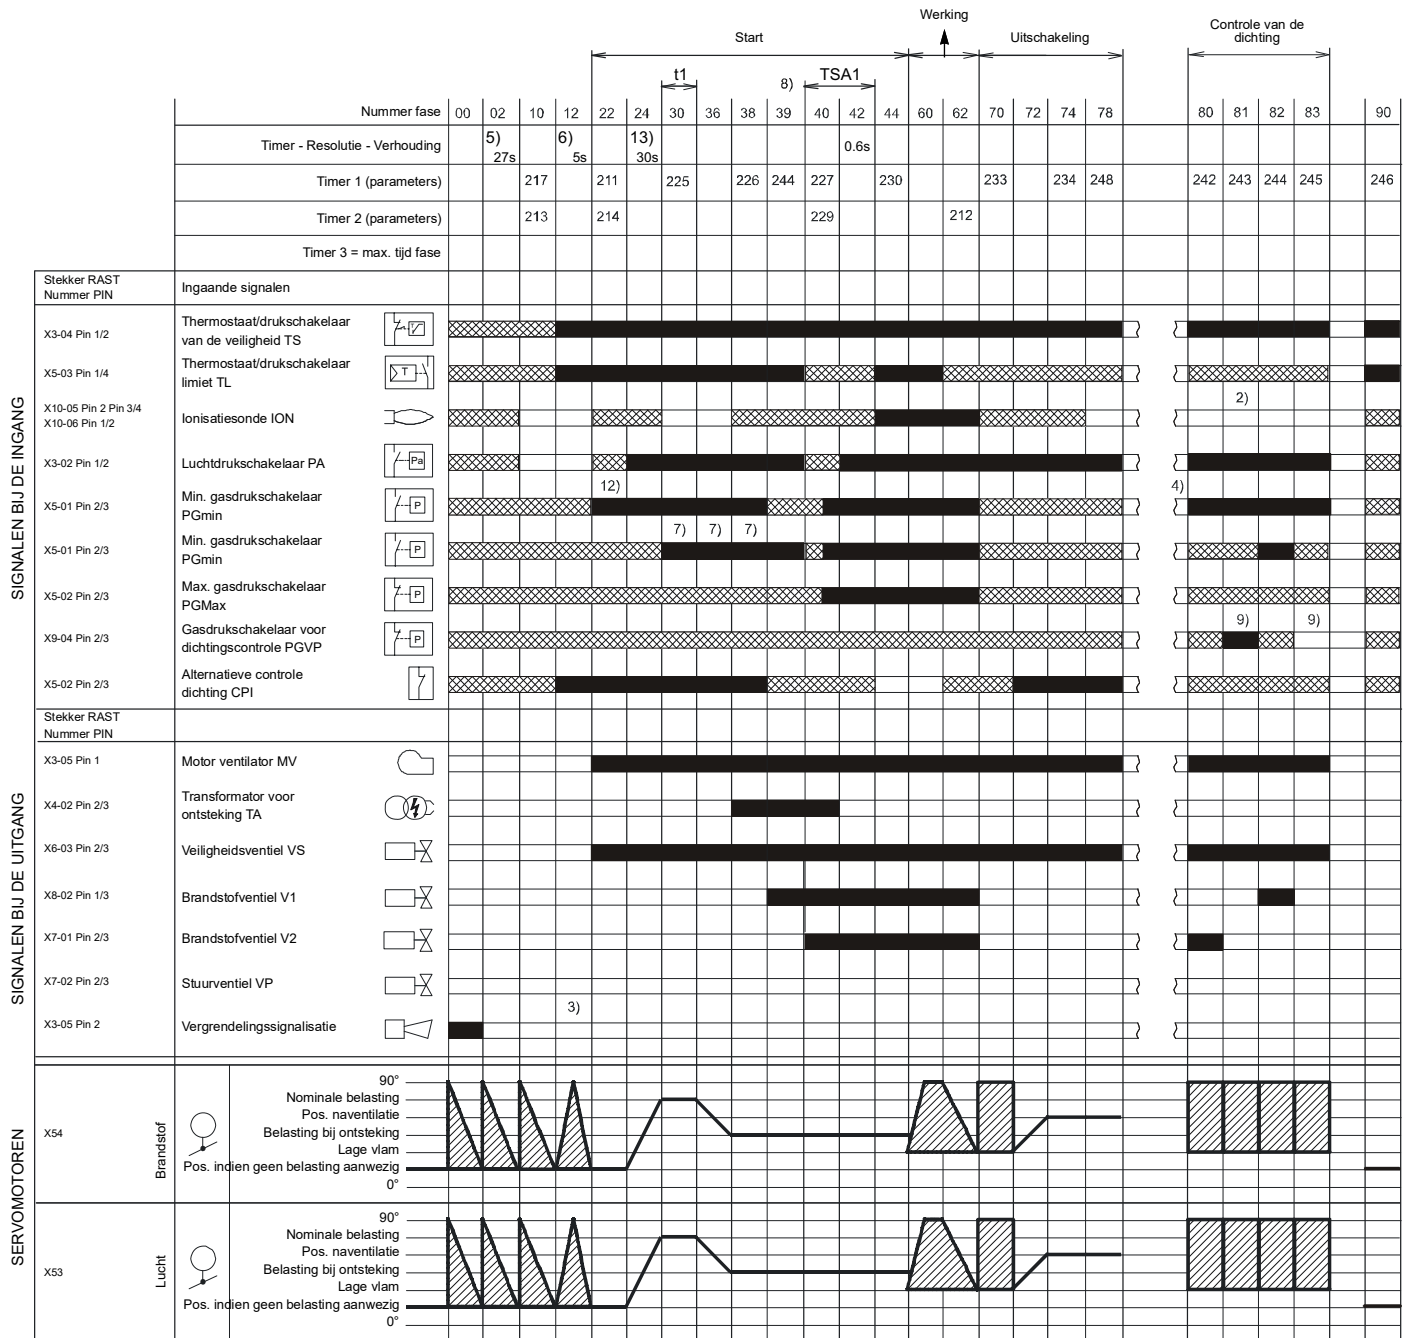 Werking
Start
Uitschakeling
Controle van de
dichting
t1
8)
TSA1
Nummer fase 00 02 10 12 22 24 30 36 38 39 40 42 44 60 62 70 72 74 78 80 81 82 83 90
Timer - Resolutie - Verhouding 5) 27s 6) 5s 13) 30s 0.6s
Timer 1 (parameters) 217 211 225 226 244 227 230 233 234 248 242 243 244 245 246
Timer 2 (parameters) 213 214 229 212
Timer 3 = max. tijd fase
SIGNALEN BIJ DE INGANG
Stekker RAST
Nummer PIN
Ingaande signalen
X3-04 Pin 1/2
Thermostaat/drukschakelaar
van de veiligheid TS
X5-03 Pin 1/4
Thermostaat/drukschakelaar
limiet TL
T
2)
X10-05 Pin 2 Pin 3/4
X10-06 Pin 1/2
Ionisatiesonde ION
X3-02 Pin 1/2
Luchtdrukschakelaar PA
Pa
12)
4)
X5-01 Pin 2/3
Min. gasdrukschakelaar
PGmin
P
7) 7) 7)
X5-01 Pin 2/3
Min. gasdrukschakelaar
PGmin
P
X5-02 Pin 2/3
Max. gasdrukschakelaar
PGMax
P
9) 9)
X9-04 Pin 2/3
Gasdrukschakelaar voor
dichtingscontrole PGVP
P
X5-02 Pin 2/3
Alternatieve controle
dichting CPI
SIGNALEN BIJ DE UITGANG
Stekker RAST
Nummer PIN
X3-05 Pin 1
Motor ventilator MV
X4-02 Pin 2/3
Transformator voor
ontsteking TA
X6-03 Pin 2/3
Veiligheidsventiel VS
X8-02 Pin 1/3
Brandstofventiel V1
X7-01 Pin 2/3
Brandstofventiel V2
X7-02 Pin 2/3
Stuurventiel VP
3)
X3-05 Pin 2
Vergrendelingssignalisatie
SERVOMOTOREN
X54
Brandstof
90°
Nominale belasting
Pos. naventilatie
Belasting bij ontsteking
Lage vlam
Pos. indien geen belasting aanwezig
0°
X53
Lucht
90°
Nominale belasting
Pos. naventilatie
Belasting bij ontsteking
Lage vlam
Pos. indien geen belasting aanwezig
0°